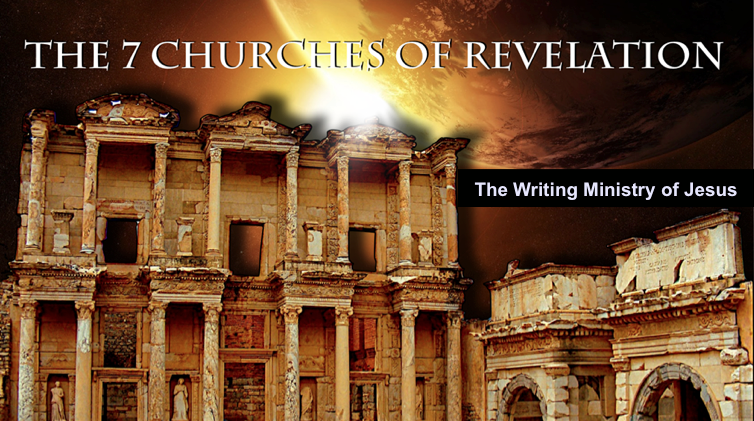 THE 7 CHURCHES OF REVELATION
The Writing Ministry of Jesus